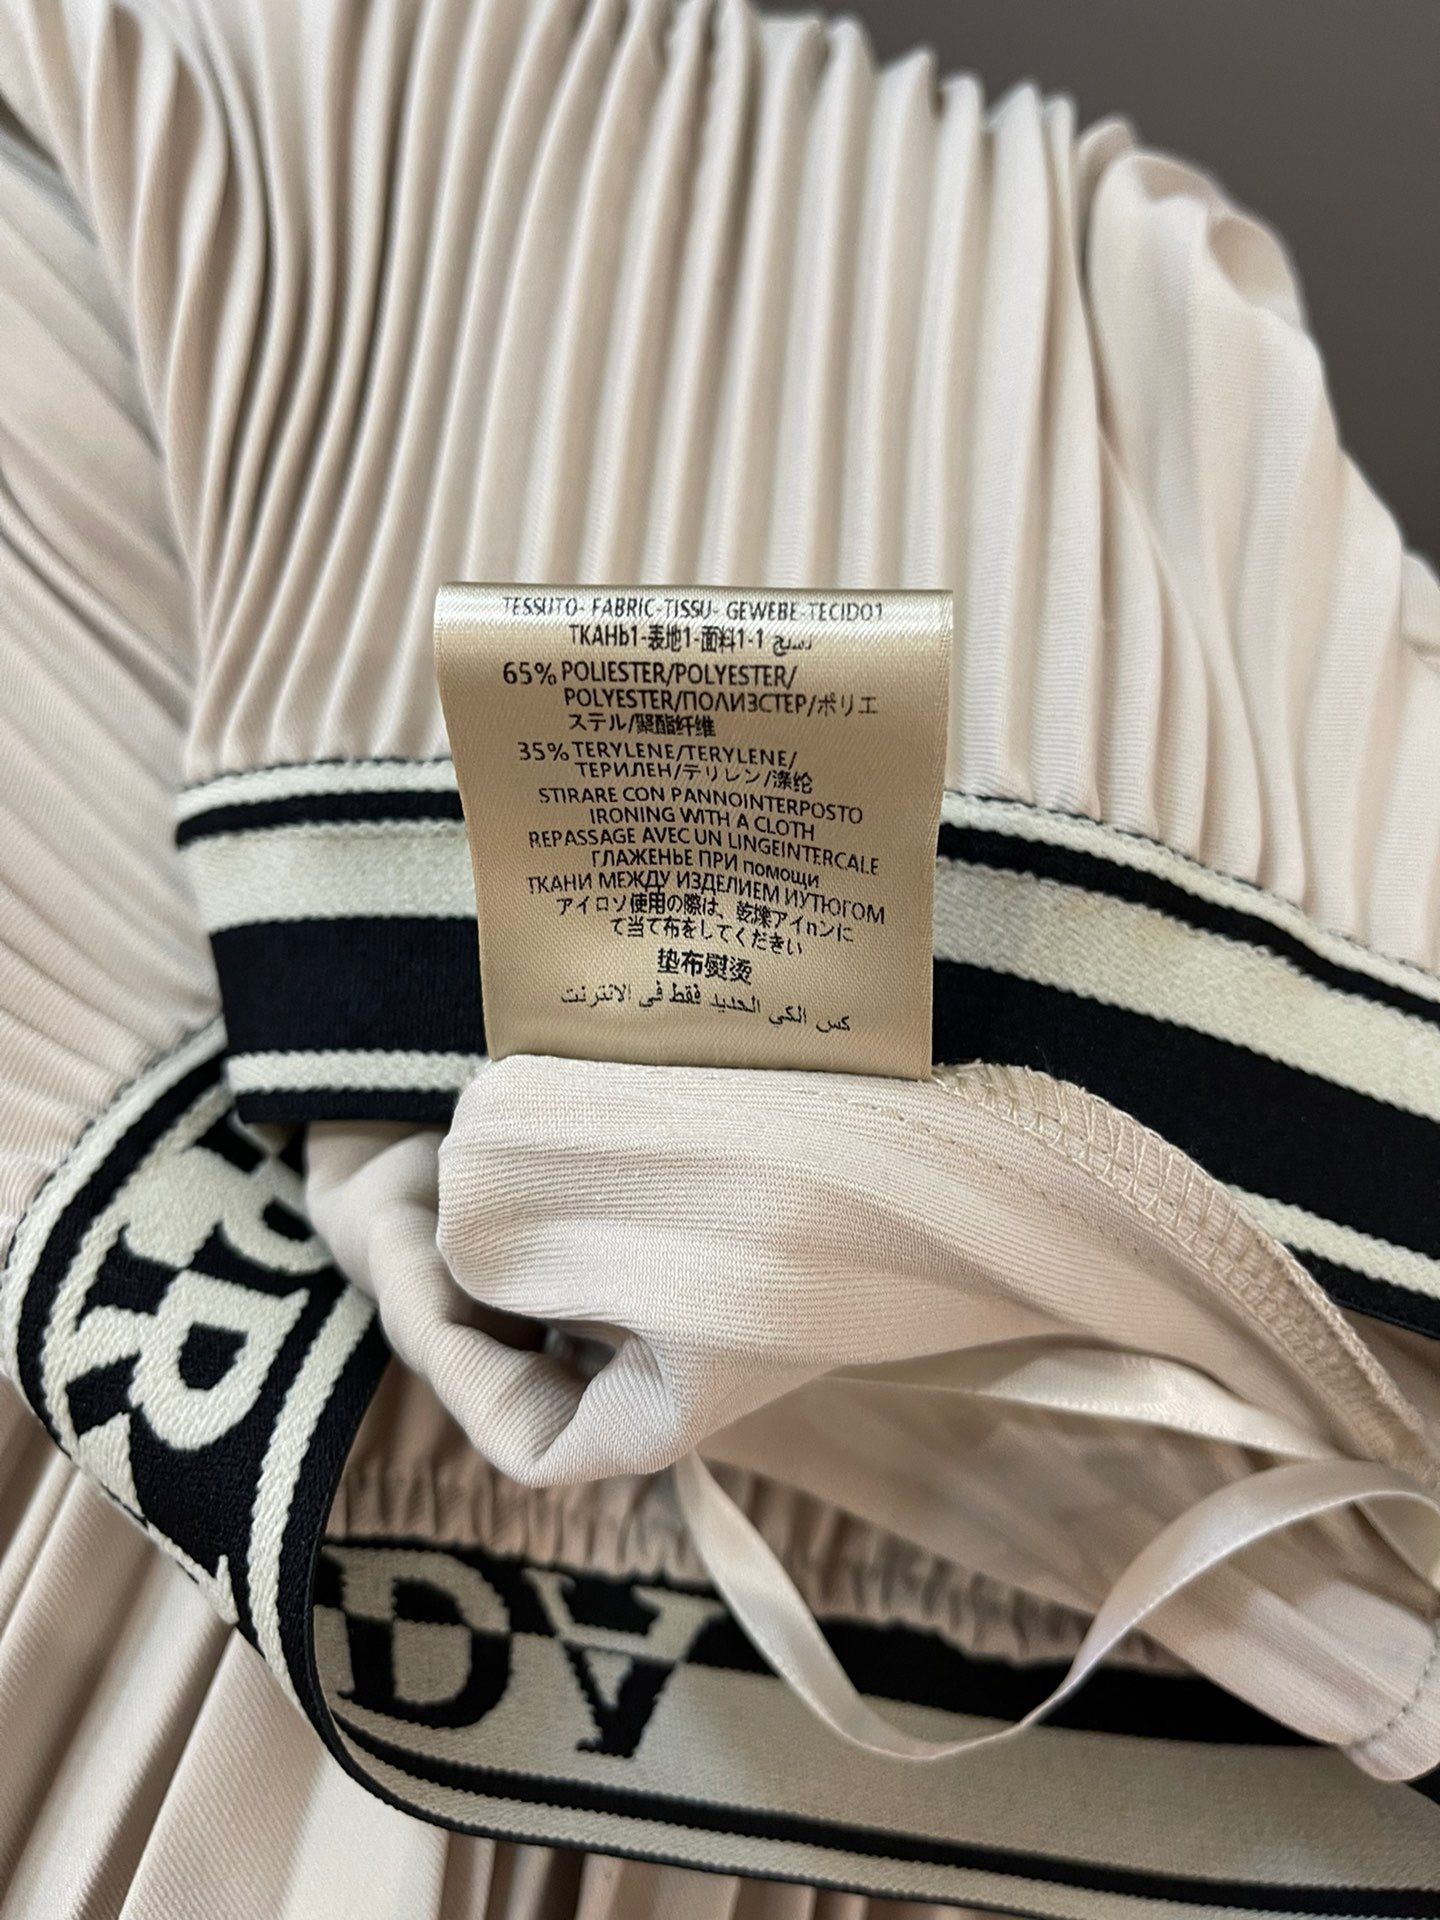 TESSUTO- FABRIC-TISSU- GEWEBE-TECIDO1
TKAHb1-表地1-面料1-1 نسيج
65% POLIESTER/POLYESTER/
POLYESTER/ПОЛИЗСТЕР/ポリエ
ステル/聚酯纤维
35% TERYLENE/TERYLENE/
ТЕРИЛЕН/テリレン/涤纶
STIRARE CON PANNOINTERPOSTO
IRONING WITH A CLOTH
REPASSAGE AVEC UN LINGEINTERCALE
ГЛАЖЕНЬЕ ПРИ помощи
ТКАНИ МЕЖДУ ИЗДЕЛИЕМ ИУТЮГОМ
アイロソ使用の際は、乾燥アイnンに
て当て布をしてください
垫布熨烫
كس الكي الحديد فقط في الانترنت
DA